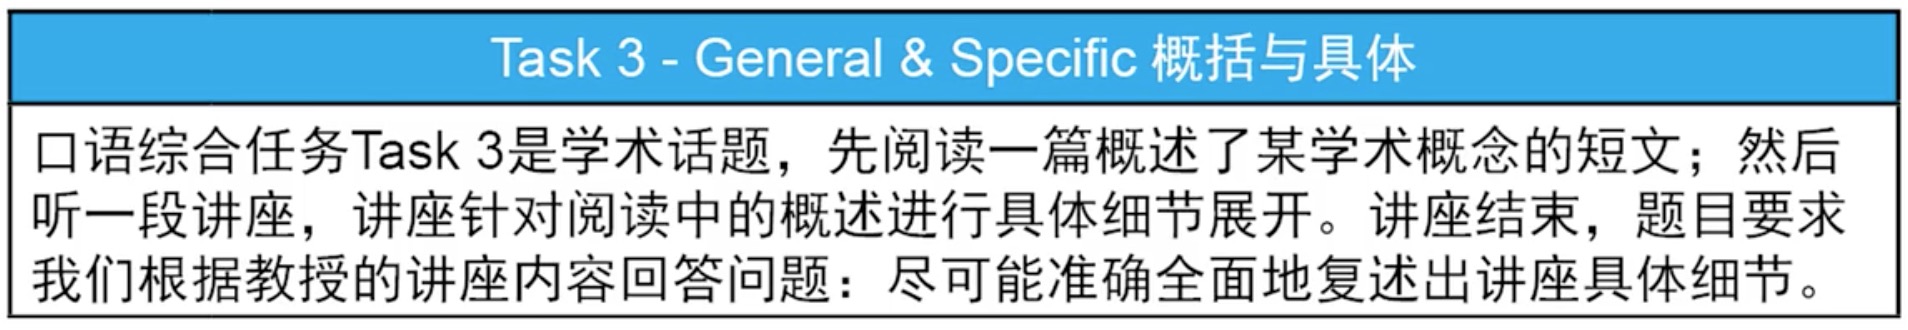 Task 3 - General & Specific 概括与具体
口语综合任务Task 3是学术话题，先阅读一篇概述了某学术概念的短文；然后
听一段讲座，讲座针对阅读中的概述进行具体细节展开。讲座结束，题目要求
我们根据教授的讲座内容回答问题：尽可能准确全面地复述出讲座具体细节。